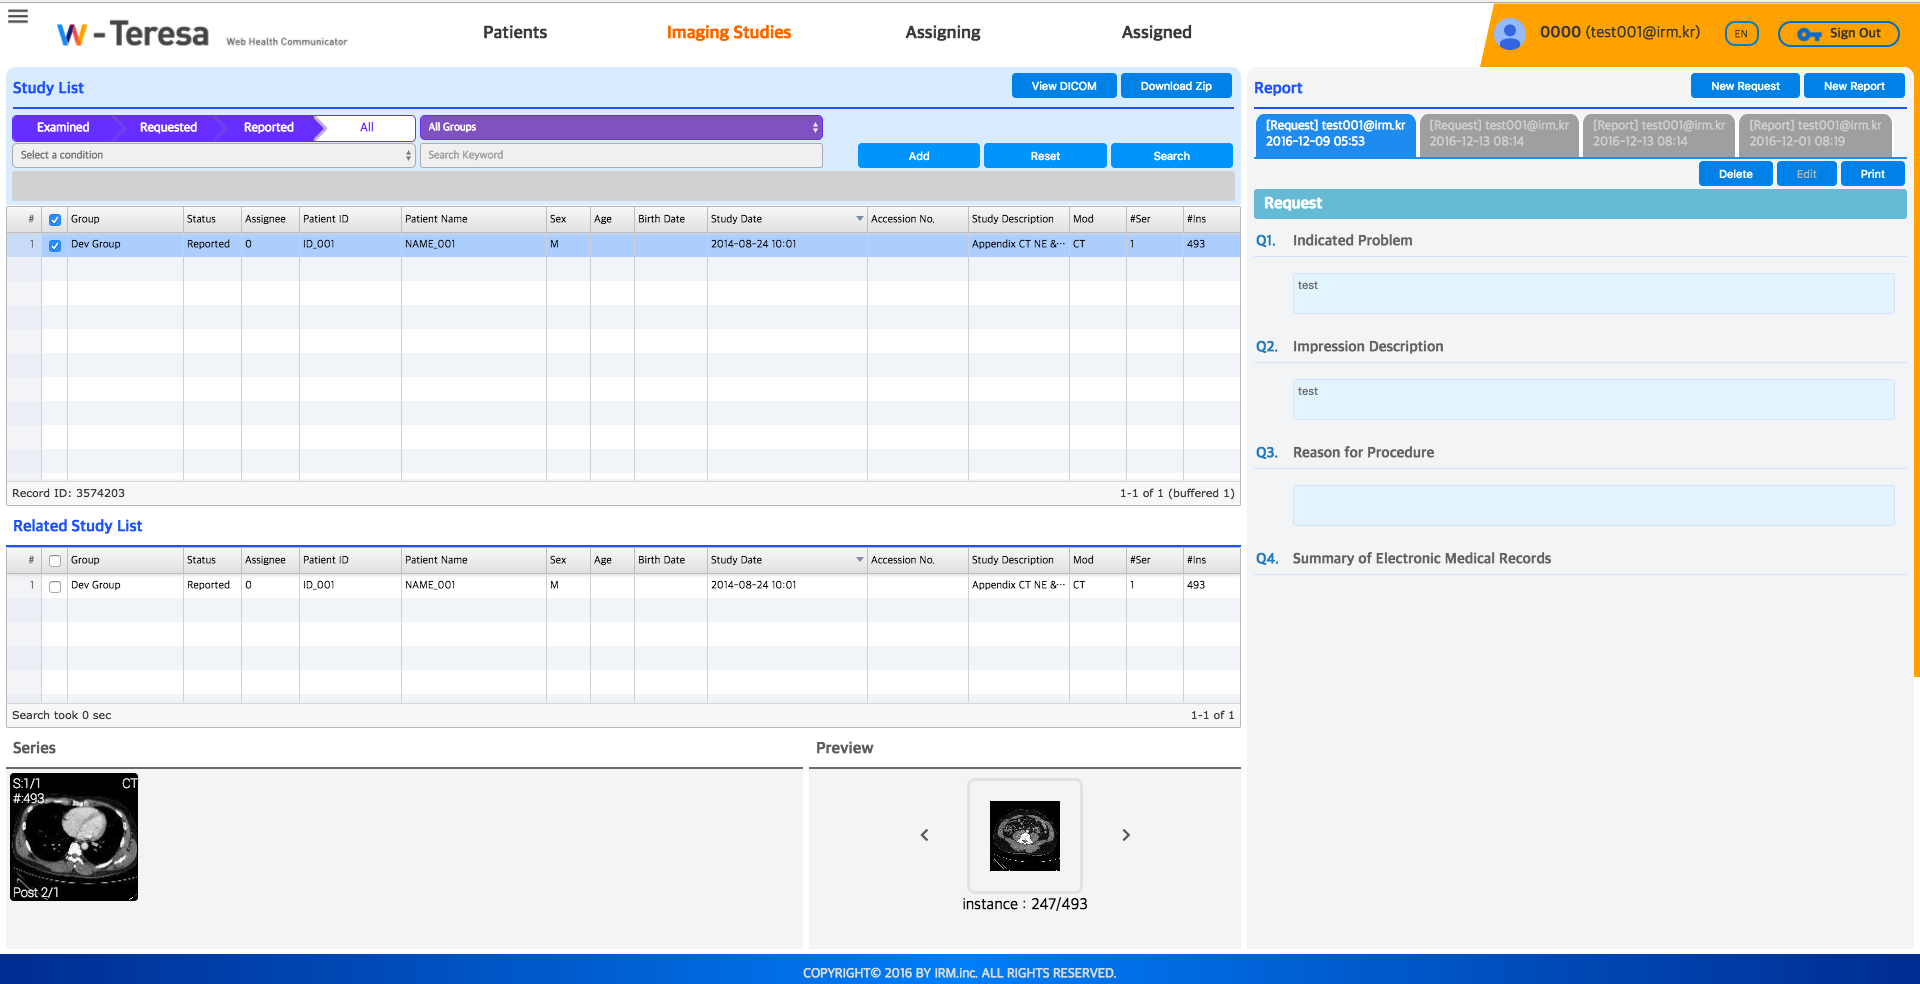 W - Teresa Web Health Communicator
Patients
Imaging Studies
Assigning
Assigned
0000 (test001@irm.kr)
EN
Sign Out
Study List
View DICOM
Download Zip
Examined
Requested
Reported
All
All Groups
Select a condition
Search Keyword
Add
Reset
Search
# Group Status Assignee Patient ID Patient Name Sex Age Birth Date Study Date Accession No. Study Description Mod #Ser #Ins
1 Dev Group Reported 0 ID_001 NAME_001 M 2014-08-24 10:01 Appendix CT NE &··· CT 1 493
Record ID: 3574203
1-1 of 1 (buffered 1)
Related Study List
# Group Status Assignee Patient ID Patient Name Sex Age Birth Date Study Date Accession No. Study Description Mod #Ser #Ins
1 Dev Group Reported 0 ID_001 NAME_001 M 2014-08-24 10:01 Appendix CT NE &··· CT 1 493
Search took 0 sec
1-1 of 1
Series
S:1/1 CT
#:493
Post 2/1
Preview
instance : 247/493
Report
New Request
New Report
[Request] test001@irm.kr
2016-12-09 05:53
[Request] test001@irm.kr
2016-12-13 08:14
[Report] test001@irm.kr
2016-12-13 08:14
[Report] test001@irm.kr
2016-12-01 08:19
Delete
Edit
Print
Request
Q1. Indicated Problem
test
Q2. Impression Description
test
Q3. Reason for Procedure
Q4. Summary of Electronic Medical Records
COPYRIGHT© 2016 BY IRM.inc. ALL RIGHTS RESERVED.